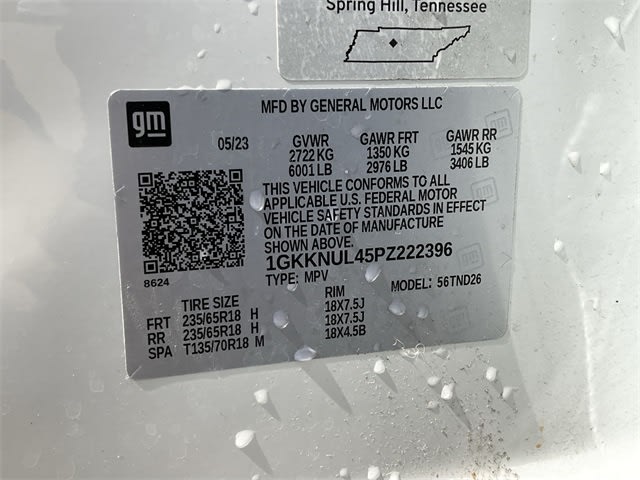 Spring Hill, Tennessee
gm
MFD BY GENERAL MOTORS LLC
05/23 GVWR GAWR FRT GAWR RR
2722 KG 1350 KG 1545 KG
6001 LB 2976 LB 3406 LB
THIS VEHICLE CONFORMS TO ALL
APPLICABLE U.S. FEDERAL MOTOR
VEHICLE SAFETY STANDARDS IN EFFECT
ON THE DATE OF MANUFACTURE
SHOWN ABOVE.
1GKKNUL45PZ222396
8624
TYPE: MPV MODEL: 56TND26
TIRE SIZE RIM
FRT 235/65R18 H 18X7.5J
RR 235/65R18 H 18X7.5J
SPA T135/70R18 M 18X4.5B